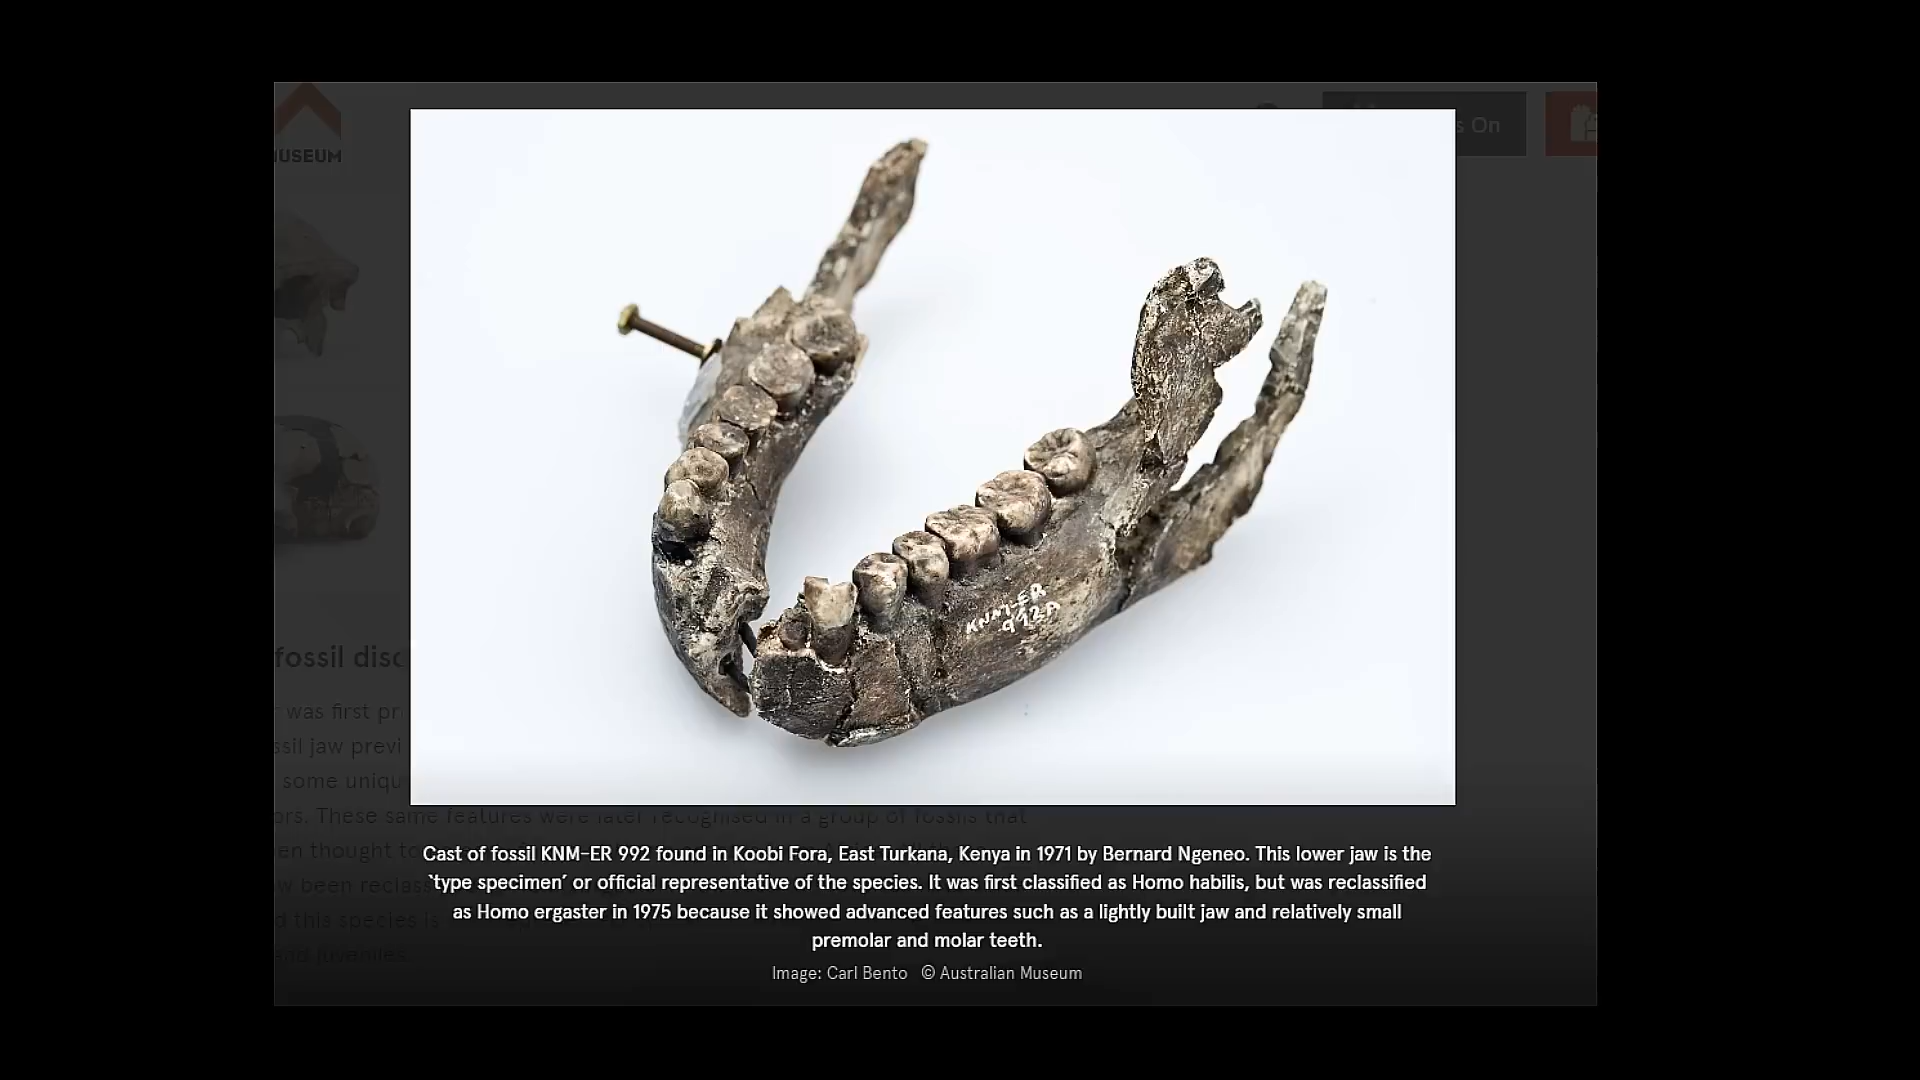 MUSEUM
s On
KNM-ER
992A
fossil disc
was first pr
ssil jaw previ
some uniqu
ors. These same features were later recognised in a group of fossils that
en thought to
w been reclass
d this species is
and juveniles.
Cast of fossil KNM-ER 992 found in Koobi Fora, East Turkana, Kenya in 1971 by Bernard Ngeneo. This lower jaw is the
`type specimen´ or official representative of the species. It was first classified as Homo habilis, but was reclassified
as Homo ergaster in 1975 because it showed advanced features such as a lightly built jaw and relatively small
premolar and molar teeth.
Image: Carl Bento © Australian Museum